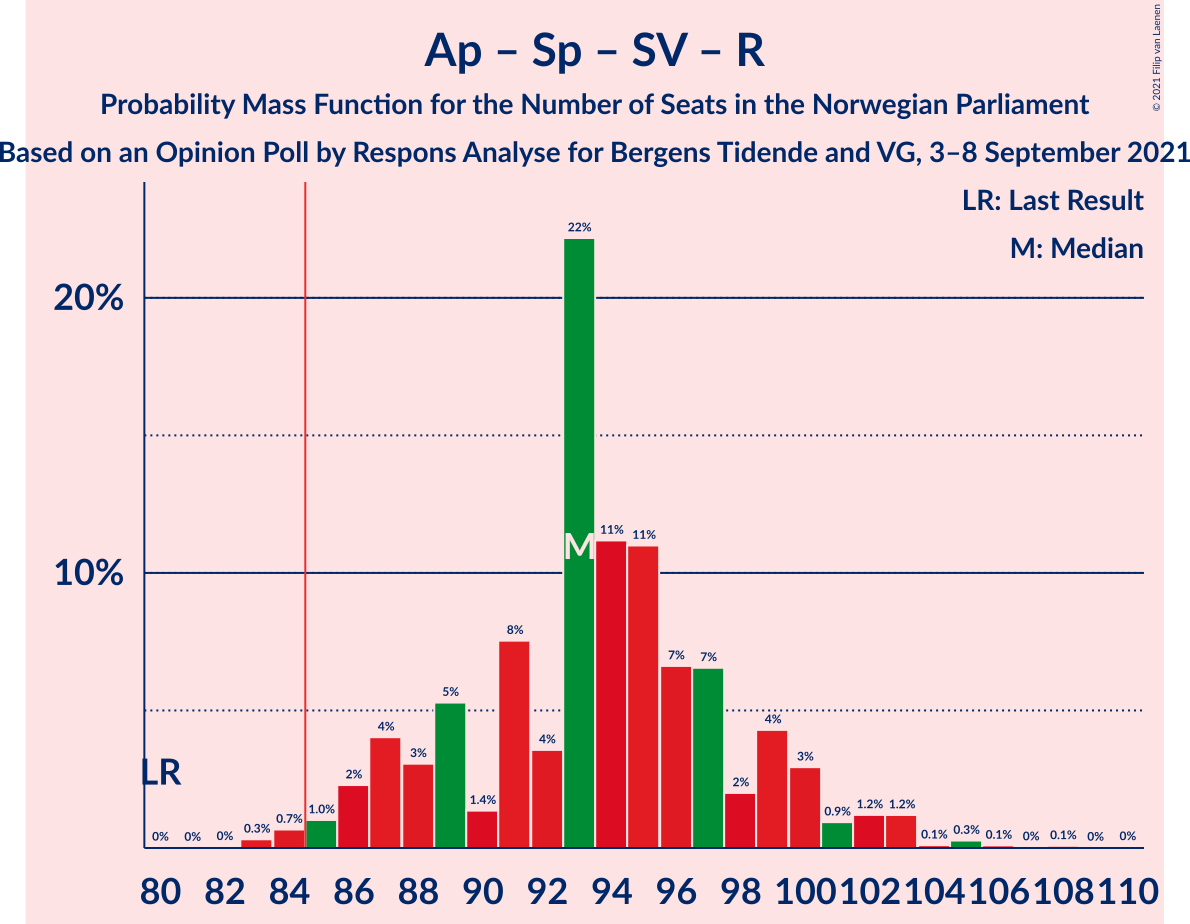 Ap – Sp – SV – R
Probability Mass Function for the Number of Seats in the Norwegian Parliament
Based on an Opinion Poll by Respons Analyse for Bergens Tidende and VG, 3–8 September 2021
© 2021 Filip van Laenen
LR: Last Result
M: Median
20%
10%
LR
M
0% 0% 0% 0.3% 0.7% 1.0% 2% 4% 3% 5% 1.4% 8% 4% 22% 11% 11% 7% 7% 2% 4% 3% 0.9% 1.2% 1.2% 0.1% 0.3% 0.1% 0% 0.1% 0% 0%
80 82 84 86 88 90 92 94 96 98 100 102 104 106 108 110